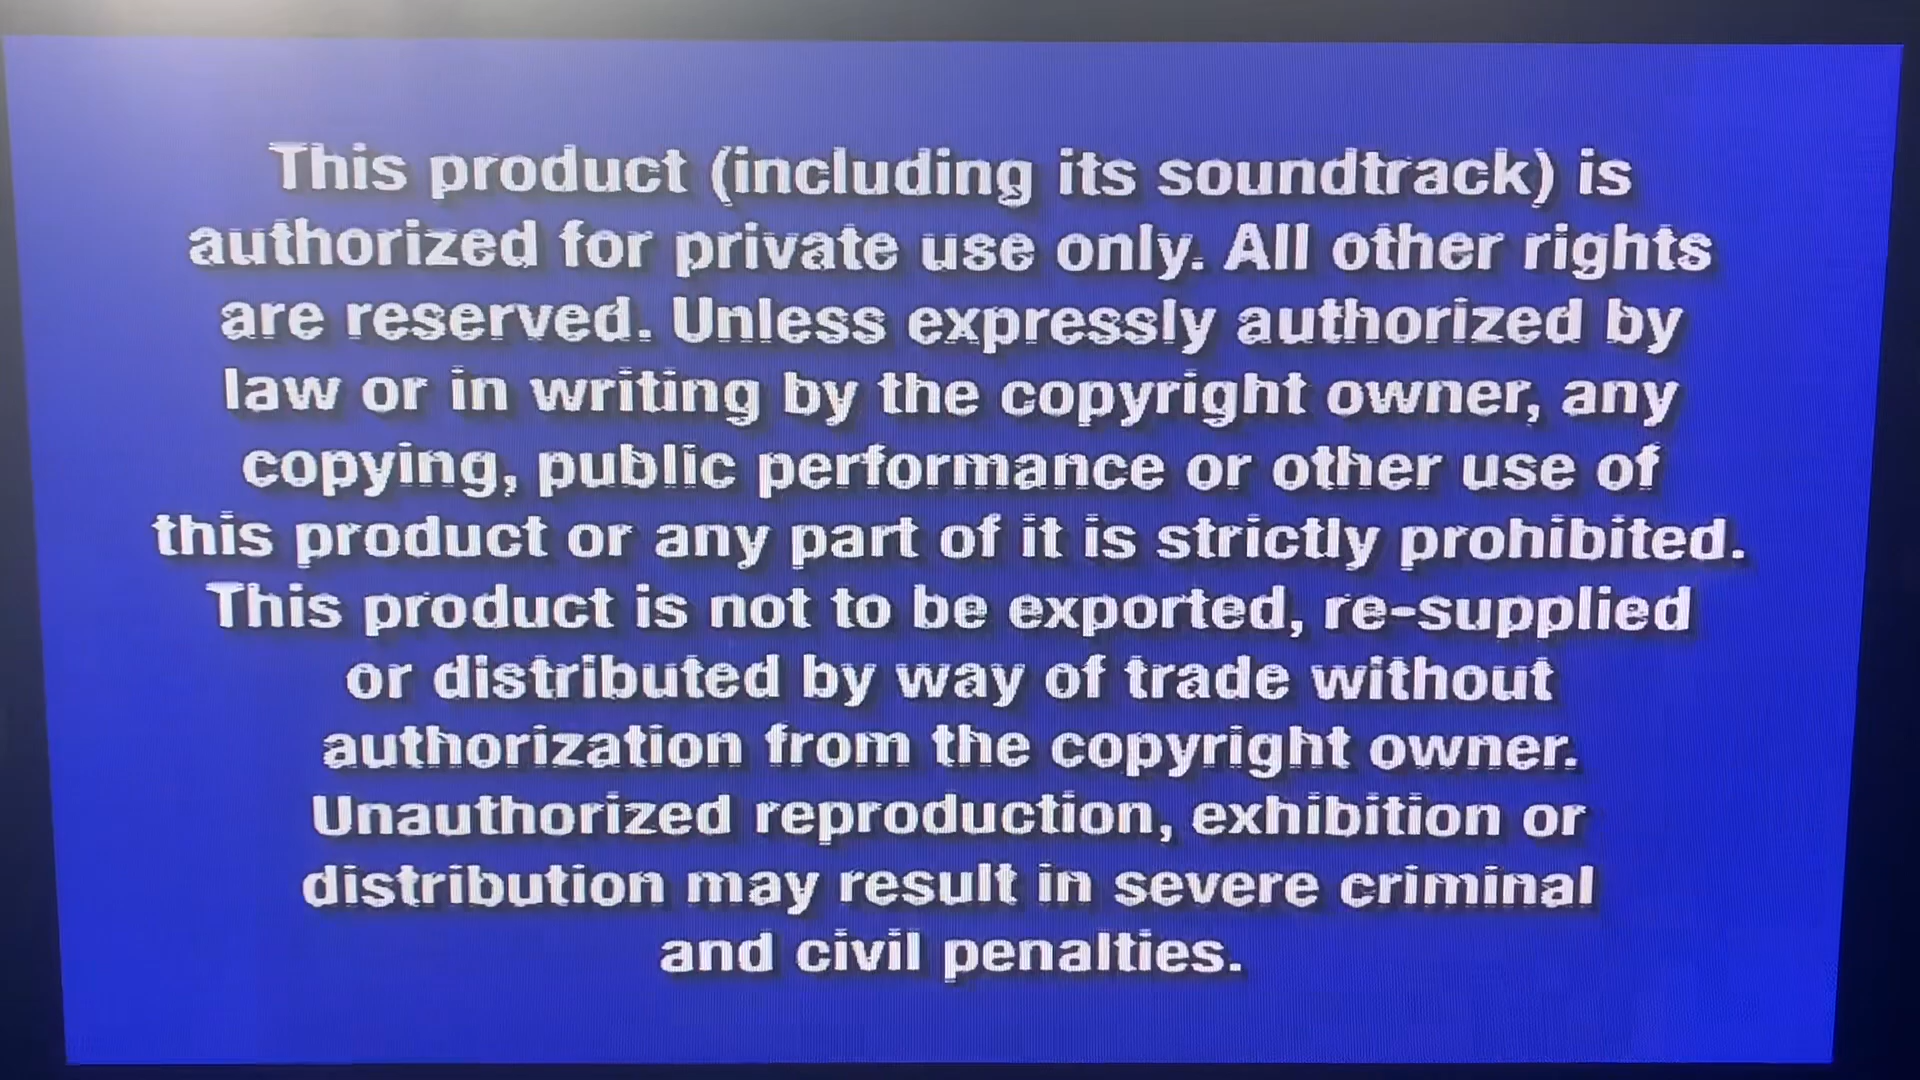 This product (including its soundtrack) is
authorized for private use only. All other rights
are reserved. Unless expressly authorized by
law or in writing by the copyright owner, any
copying, public performance or other use of
this product or any part of it is strictly prohibited.
This product is not to be exported, re-supplied
or distributed by way of trade without
authorization from the copyright owner.
Unauthorized reproduction, exhibition or
distribution may result in severe criminal
and civil penalties.